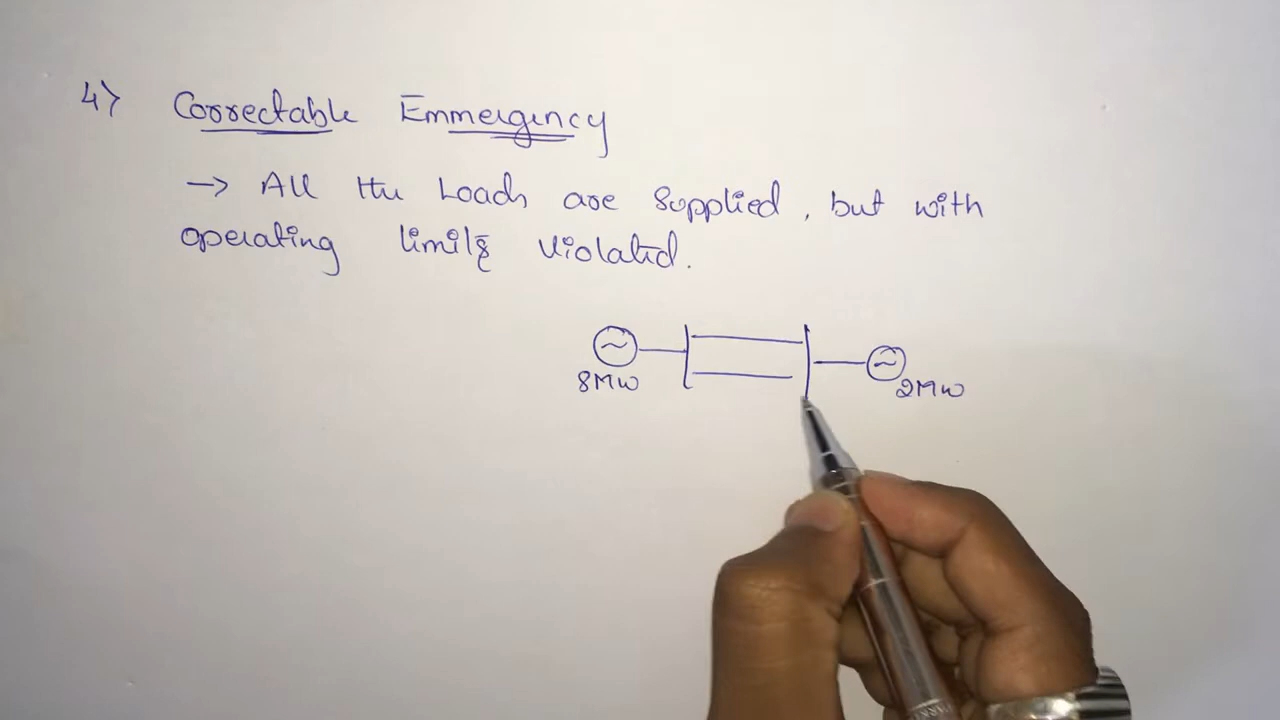 4) Correctable Emmergency
→ All the Loads are supplied, but with
operating limits violated.
8MW
2MW